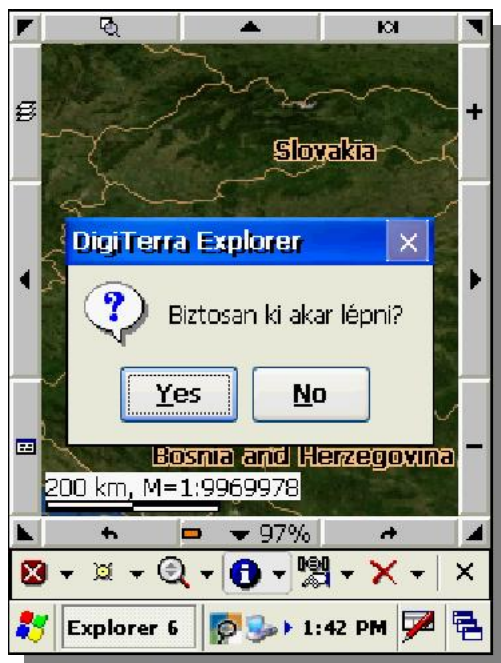 Slovakia
DigiTerra Explorer
Biztosan ki akar lépni?
Yes
No
Bosnia and Herzegovina
200 km, M=1:9969978
97%
Explorer 6
1:42 PM